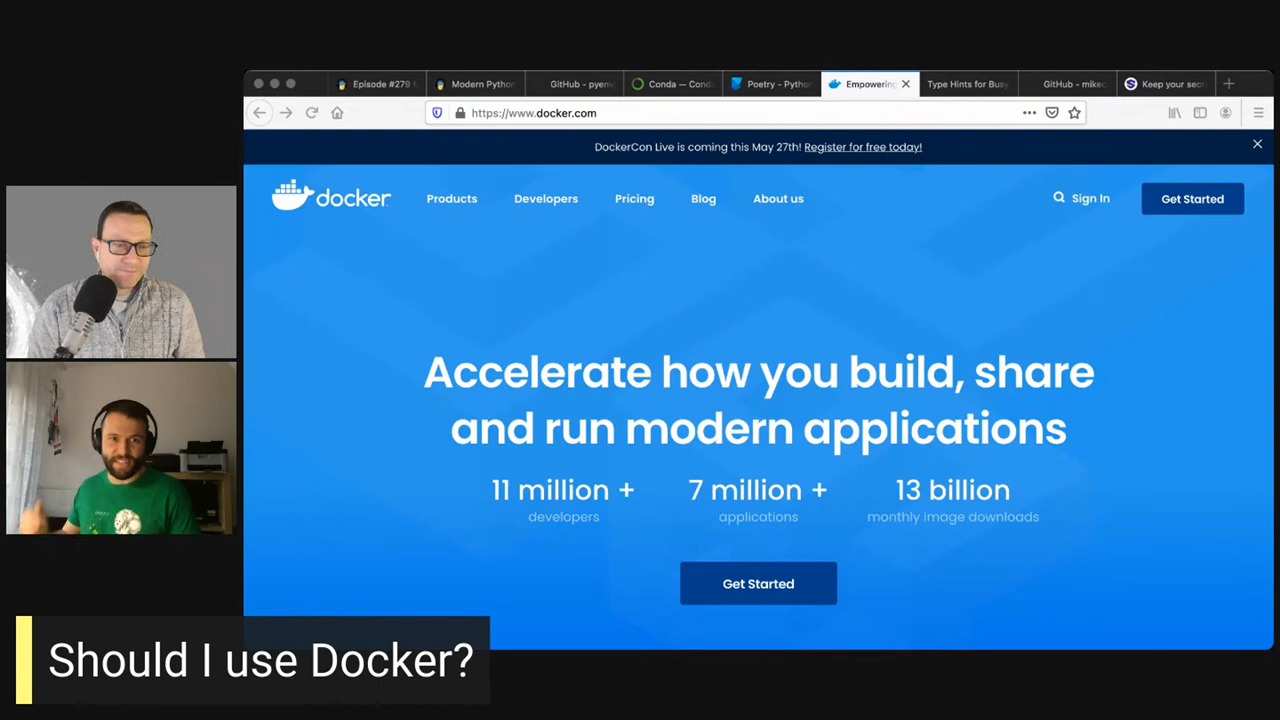 Episode #279
Modern Python
GitHub - pyenv
Conda — Cond
Poetry - Pytho
Empowering
Type Hints for Busy
GitHub - mike
Keep your secr
https://www.docker.com
DockerCon Live is coming this May 27th! Register for free today!
docker
Products
Developers
Pricing
Blog
About us
Sign In
Get Started
Accelerate how you build, share
and run modern applications
11 million +
7 million +
13 billion
developers
applications
monthly image downloads
Get Started
Should I use Docker?